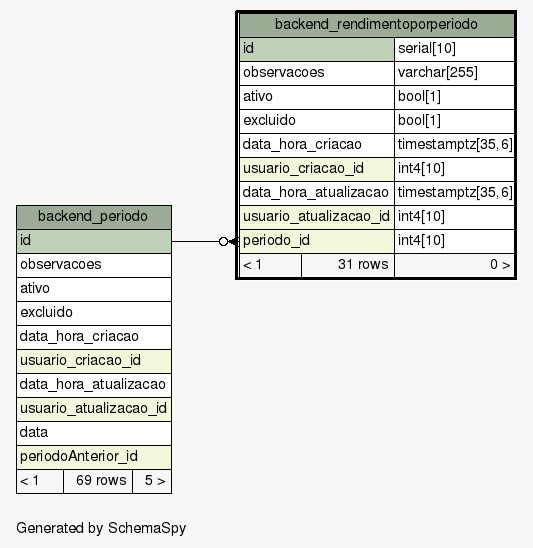 backend_rendimentoporperiodo
id serial[10]
observacoes varchar[255]
ativo bool[1]
excluido bool[1]
data_hora_criacao timestamptz[35,6]
usuario_criacao_id int4[10]
data_hora_atualizacao timestamptz[35,6]
usuario_atualizacao_id int4[10]
periodo_id int4[10]
< 1 31 rows 0 >
backend_periodo
id
observacoes
ativo
excluido
data_hora_criacao
usuario_criacao_id
data_hora_atualizacao
usuario_atualizacao_id
data
periodoAnterior_id
< 1 69 rows 5 >
Generated by SchemaSpy